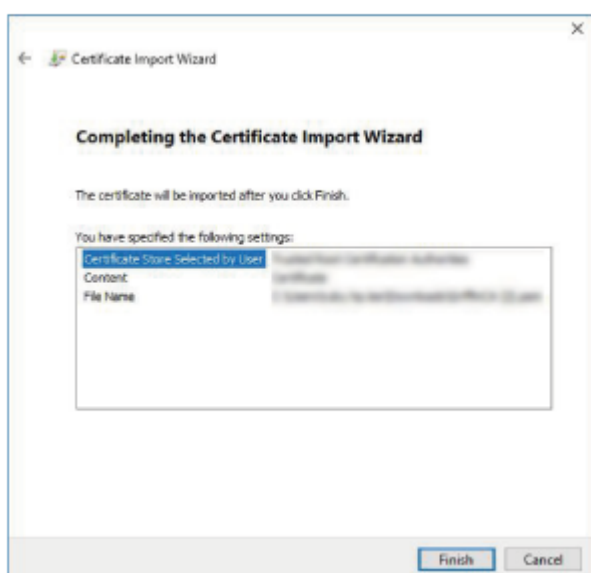 Certificate Import Wizard
Completing the Certificate Import Wizard
The certificate will be imported after you click Finish.
You have specified the following settings:
Certificate Store Selected by User
Content
File Name
Finish Cancel